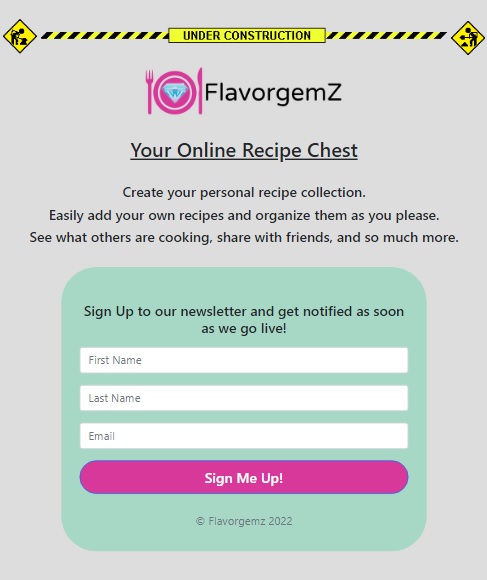 UNDER CONSTRUCTION
FlavorgemZ
Your Online Recipe Chest
Create your personal recipe collection.
Easily add your own recipes and organize them as you please.
See what others are cooking, share with friends, and so much more.
Sign Up to our newsletter and get notified as soon
as we go live!
First Name
Last Name
Email
Sign Me Up!
© Flavorgemz 2022